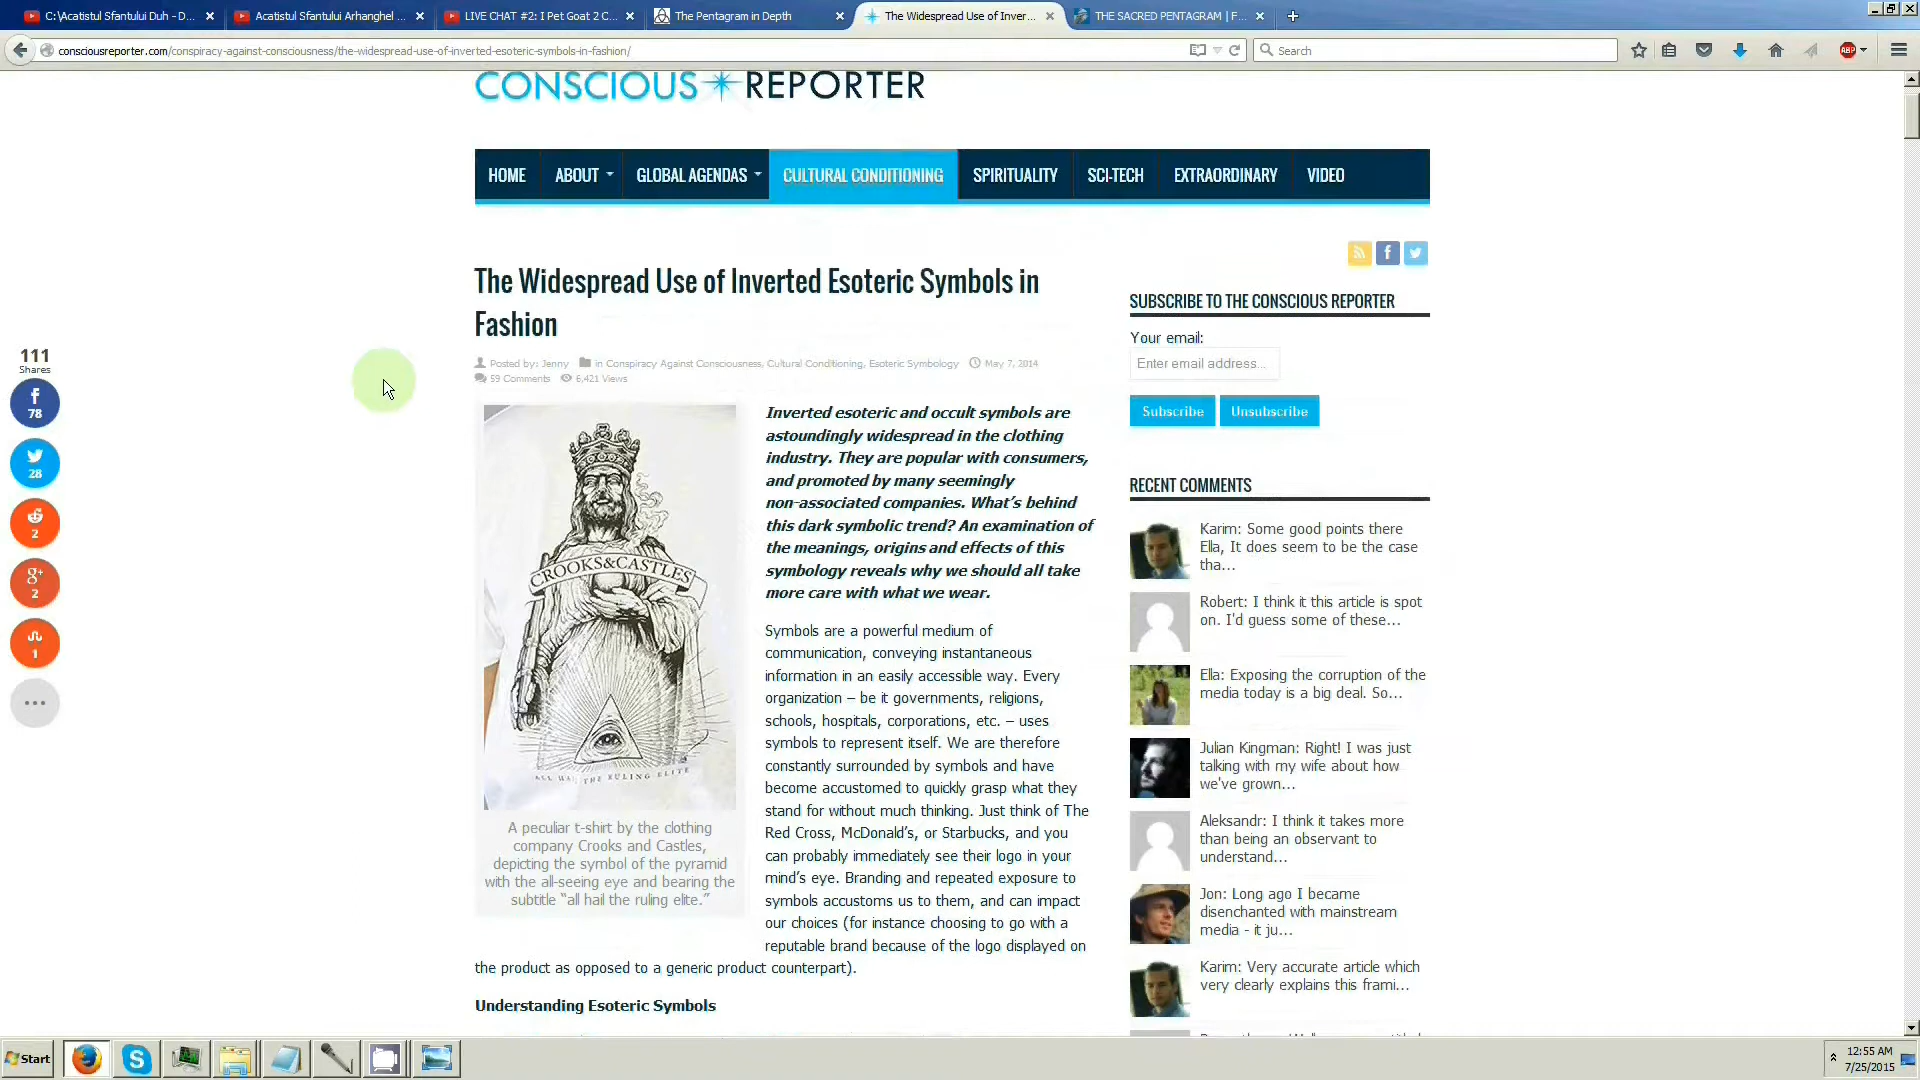 C:\Acatistul Sfantului Duh - D...
Acatistul Sfantului Arhanghel ...
LIVE CHAT #2: I Pet Goat 2 C...
The Pentagram in Depth
The Widespread Use of Inver...
THE SACRED PENTAGRAM | F...
consciousreporter.com/conspiracy-against-consciousness/the-widespread-use-of-inverted-esoteric-symbols-in-fashion/
Search
ABP
CONSCIOUS REPORTER
HOME
ABOUT
GLOBAL AGENDAS
CULTURAL CONDITIONING
SPIRITUALITY
SCI-TECH
EXTRAORDINARY
VIDEO
The Widespread Use of Inverted Esoteric Symbols in
Fashion
Posted by: Jenny in Conspiracy Against Consciousness, Cultural Conditioning, Esoteric Symbology May 7, 2014
59 Comments 6,421 Views
111
Shares
78
28
2
2
1
CROOKS&CASTLES
ALL HAIL THE RULING ELITE
A peculiar t-shirt by the clothing
company Crooks and Castles,
depicting the symbol of the pyramid
with the all-seeing eye and bearing the
subtitle “all hail the ruling elite.”
Inverted esoteric and occult symbols are
astoundingly widespread in the clothing
industry. They are popular with consumers,
and promoted by many seemingly
non-associated companies. What’s behind
this dark symbolic trend? An examination of
the meanings, origins and effects of this
symbology reveals why we should all take
more care with what we wear.
Symbols are a powerful medium of
communication, conveying instantaneous
information in an easily accessible way. Every
organization – be it governments, religions,
schools, hospitals, corporations, etc. – uses
symbols to represent itself. We are therefore
constantly surrounded by symbols and have
become accustomed to quickly grasp what they
stand for without much thinking. Just think of The
Red Cross, McDonald’s, or Starbucks, and you
can probably immediately see their logo in your
mind’s eye. Branding and repeated exposure to
symbols accustoms us to them, and can impact
our choices (for instance choosing to go with a
reputable brand because of the logo displayed on
the product as opposed to a generic product counterpart).
Understanding Esoteric Symbols
SUBSCRIBE TO THE CONSCIOUS REPORTER
Your email:
Enter email address...
Subscribe
Unsubscribe
RECENT COMMENTS
Karim: Some good points there
Ella, It does seem to be the case
tha...
Robert: I think it this article is spot
on. I'd guess some of these...
Ella: Exposing the corruption of the
media today is a big deal. So...
Julian Kingman: Right! I was just
talking with my wife about how
we've grown...
Aleksandr: I think it takes more
than being an observant to
understand...
Jon: Long ago I became
disenchanted with mainstream
media - it ju...
Karim: Very accurate article which
very clearly explains this frami...
Start
12:55 AM
7/25/2015